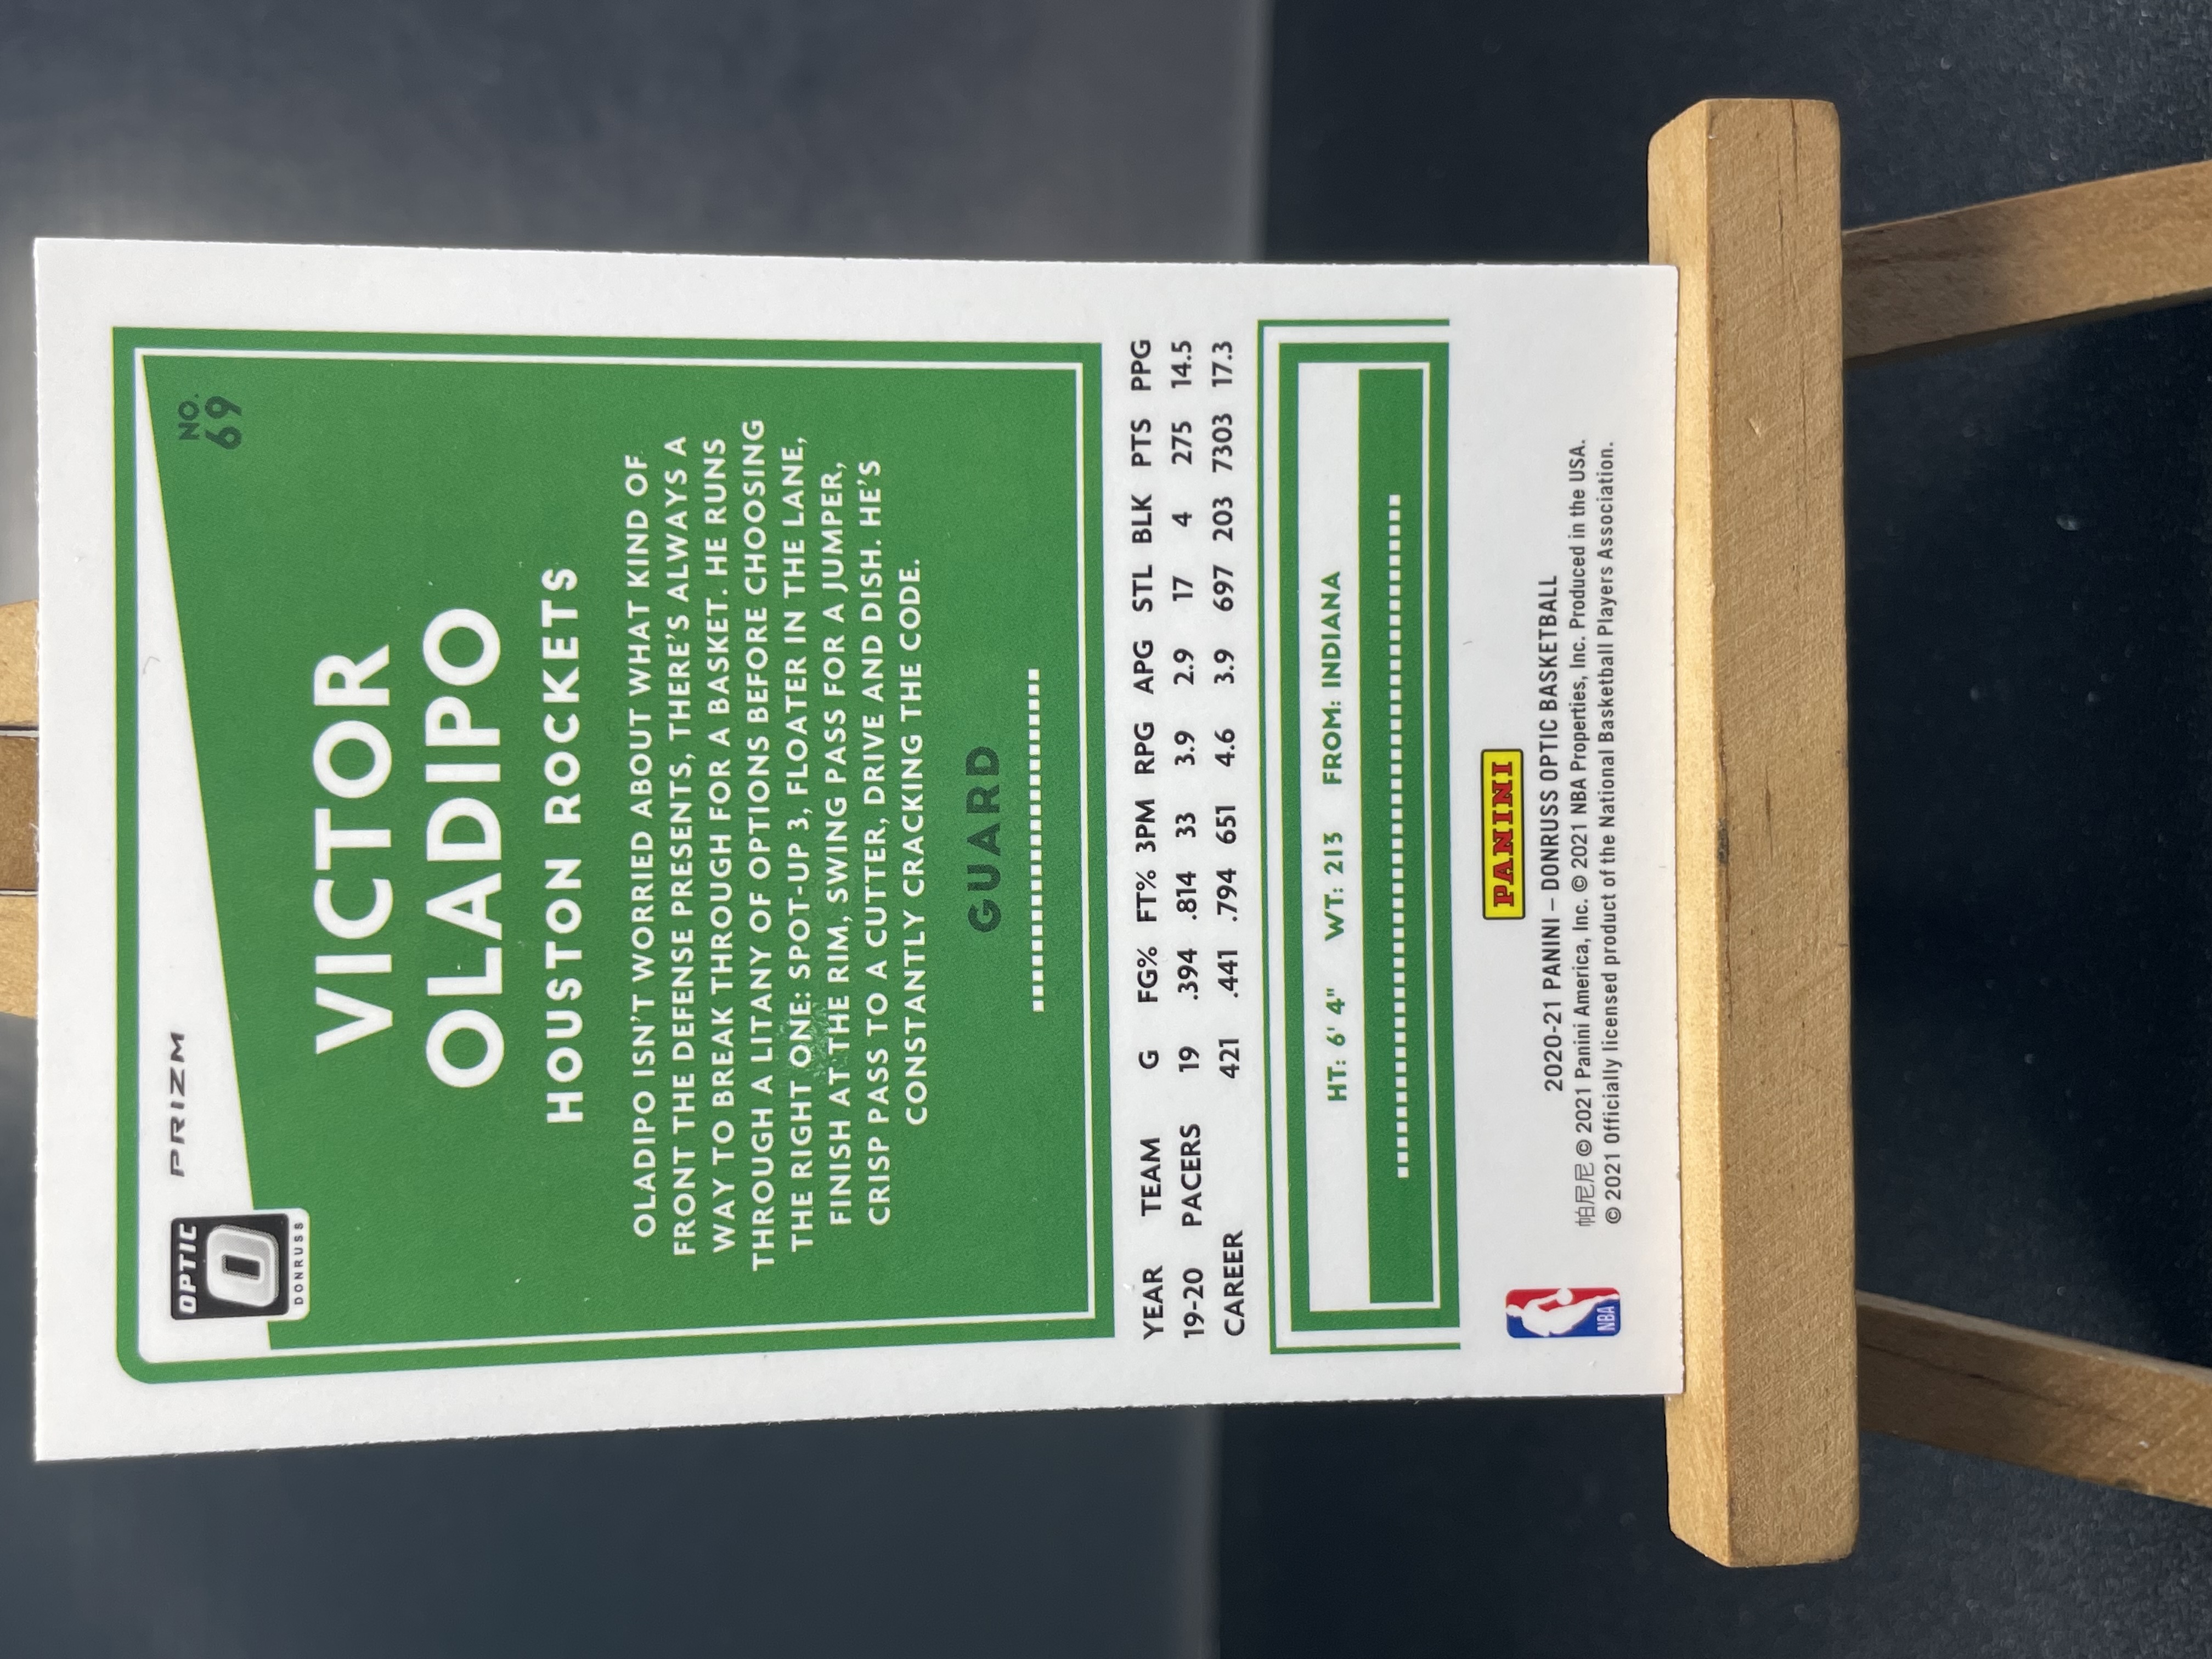 OPTIC
DONRUSS
PRIZM
NO.
69
VICTOR
OLADIPO
HOUSTON ROCKETS
OLADIPO ISN'T WORRIED ABOUT WHAT KIND OF
FRONT THE DEFENSE PRESENTS, THERE'S ALWAYS A
WAY TO BREAK THROUGH FOR A BASKET. HE RUNS
THROUGH A LITANY OF OPTIONS BEFORE CHOOSING
THE RIGHT ONE: SPOT-UP 3, FLOATER IN THE LANE,
FINISH AT THE RIM, SWING PASS FOR A JUMPER,
CRISP PASS TO A CUTTER, DRIVE AND DISH. HE'S
CONSTANTLY CRACKING THE CODE.
GUARD
YEAR TEAM G FG% FT% 3PM RPG APG STL BLK PTS PPG
19-20 PACERS 19 .394 .814 33 3.9 2.9 17 4 275 14.5
CAREER 421 .441 .794 651 4.6 3.9 697 203 7303 17.3
HT: 6' 4" WT: 213 FROM: INDIANA
PANINI
2020-21 PANINI – DONRUSS OPTIC BASKETBALL
帕尼尼 © 2021 Panini America, Inc. © 2021 NBA Properties, Inc. Produced in the USA.
© 2021 Officially licensed product of the National Basketball Players Association.
NBA